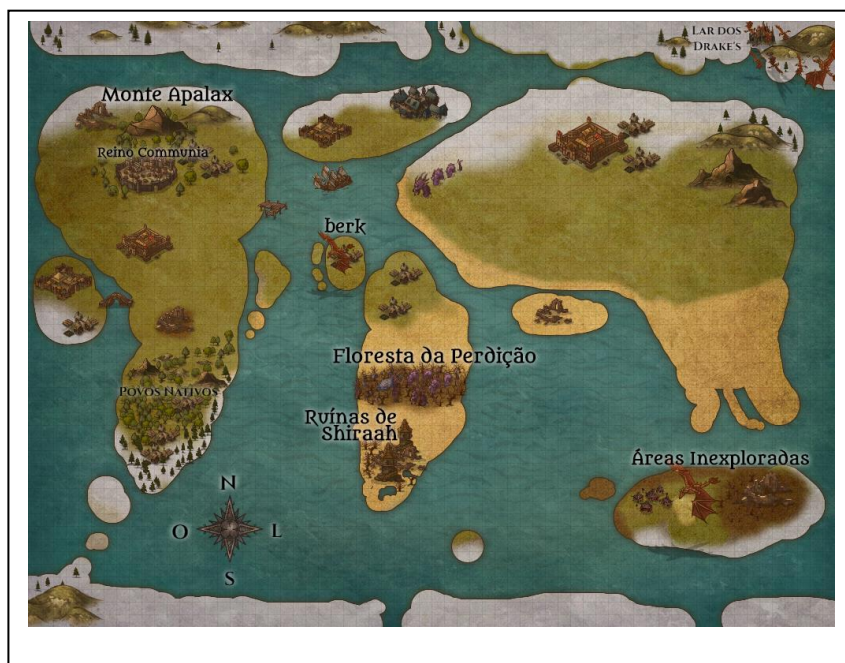 Lar dos
Drake's
Monte Apalax
Reino Communia
berk
Floresta da Perdição
Povos Nativos
Ruínas de
Shiraah
Áreas Inexploradas
N
O
L
S